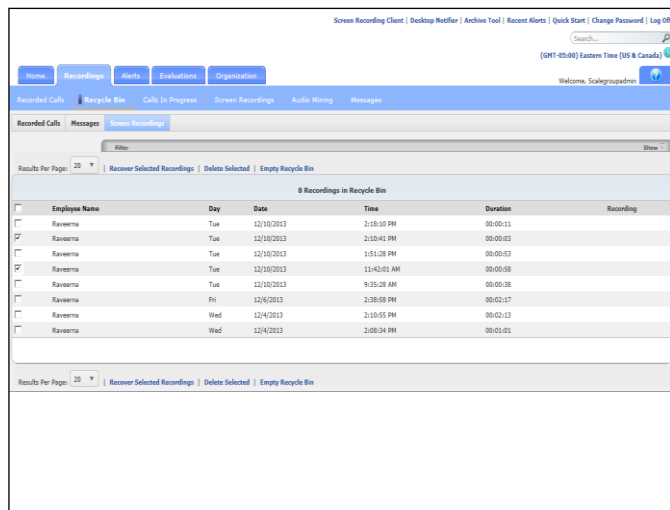 Screen Recording Client | Desktop Notifier | Archive Tool | Recent Alerts | Quick Start | Change Password | Log Off
Search...
(GMT-05:00) Eastern Time (US & Canada)
Home Recordings Alerts Evaluations Organization
Welcome, Scalegroupadmin
Recorded Calls Recycle Bin Calls In Progress Screen Recordings Audio Mining Messages
Recorded Calls Messages Screen Recordings
Filter Show
Results Per Page: 20 | Recover Selected Recordings | Delete Selected | Empty Recycle Bin
8 Recordings in Recycle Bin
Employee Name Day Date Time Duration Recording
Raveerna Tue 12/10/2013 2:18:10 PM 00:00:11
Raveerna Tue 12/10/2013 2:10:41 PM 00:00:03
Raveerna Tue 12/10/2013 1:51:28 PM 00:00:53
Raveerna Tue 12/10/2013 11:42:01 AM 00:00:58
Raveerna Tue 12/10/2013 9:35:28 AM 00:00:38
Raveerna Fri 12/6/2013 2:38:58 PM 00:02:17
Raveerna Wed 12/4/2013 2:10:55 PM 00:02:13
Raveerna Wed 12/4/2013 2:08:34 PM 00:01:01
Results Per Page: 20 | Recover Selected Recordings | Delete Selected | Empty Recycle Bin